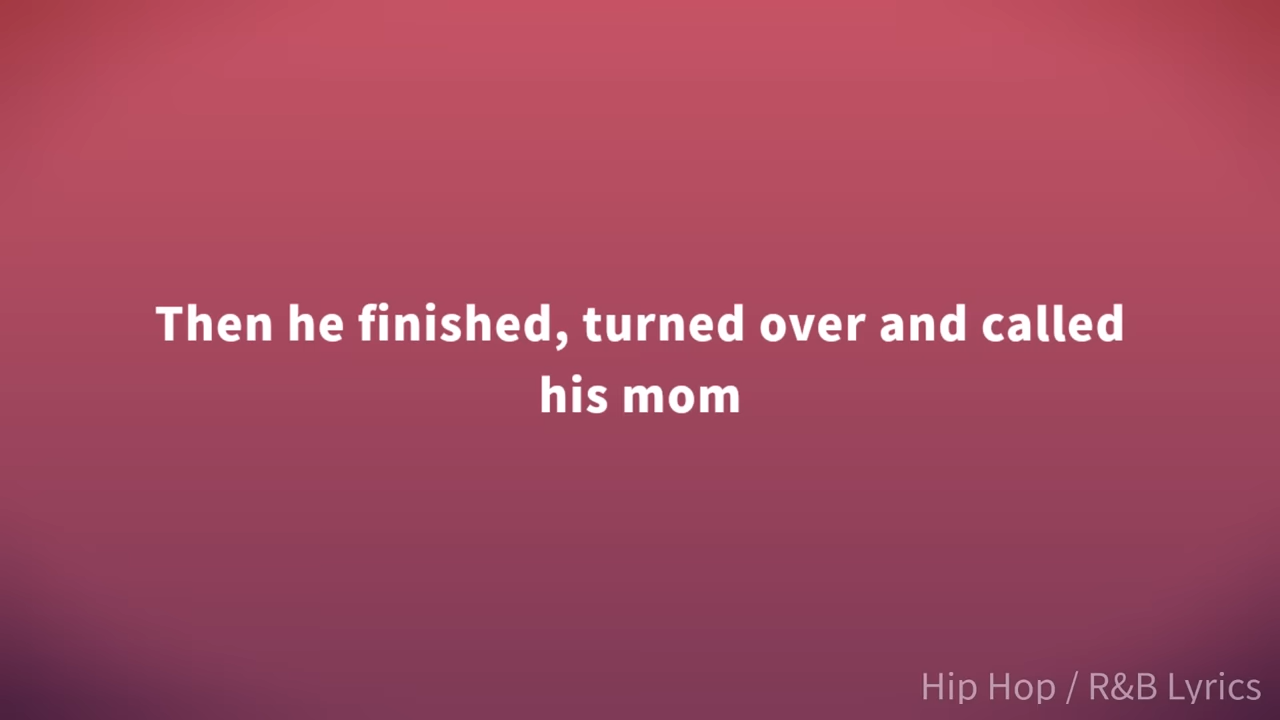 Then he finished, turned over and called
his mom
Hip Hop / R&B Lyrics